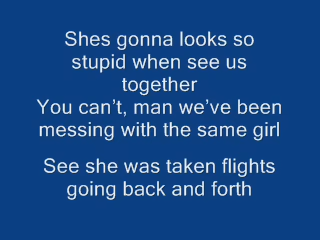 Shes gonna looks so
stupid when see us
together
You can’t, man we’ve been
messing with the same girl
See she was taken flights
going back and forth